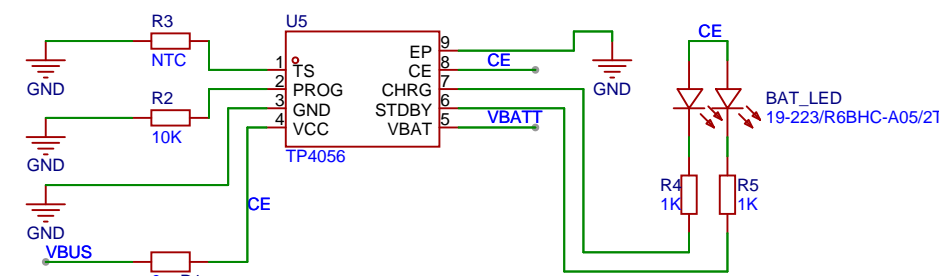 R3
NTC
GND
R2
10K
GND
GND
CE
VBUS
U5
1
TS
2
PROG
3
GND
4
VCC
9
EP
8
CE
7
CHRG
6
STDBY
5
VBAT
TP4056
CE
VBATT
GND
CE
BAT_LED
19-223/R6BHC-A05/2T
R4
1K
R5
1K